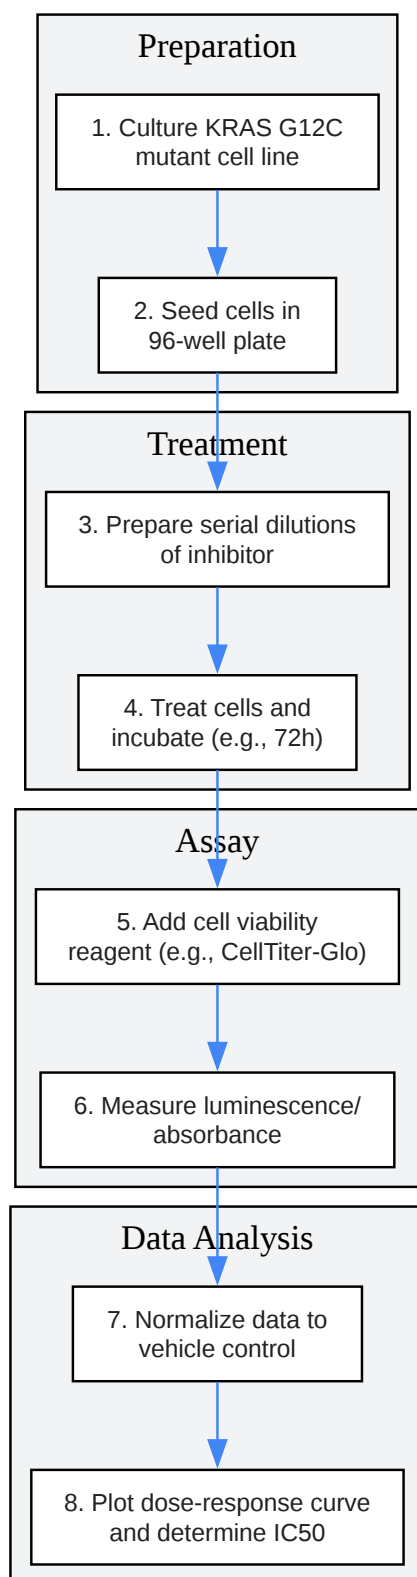 Preparation
1. Culture KRAS G12C
mutant cell line
2. Seed cells in
96-well plate
Treatment
3. Prepare serial dilutions
of inhibitor
4. Treat cells and
incubate (e.g., 72h)
Assay
5. Add cell viability
reagent (e.g., CellTiter-Glo)
6. Measure luminescence/
absorbance
Data Analysis
7. Normalize data to
vehicle control
8. Plot dose-response curve
and determine IC50